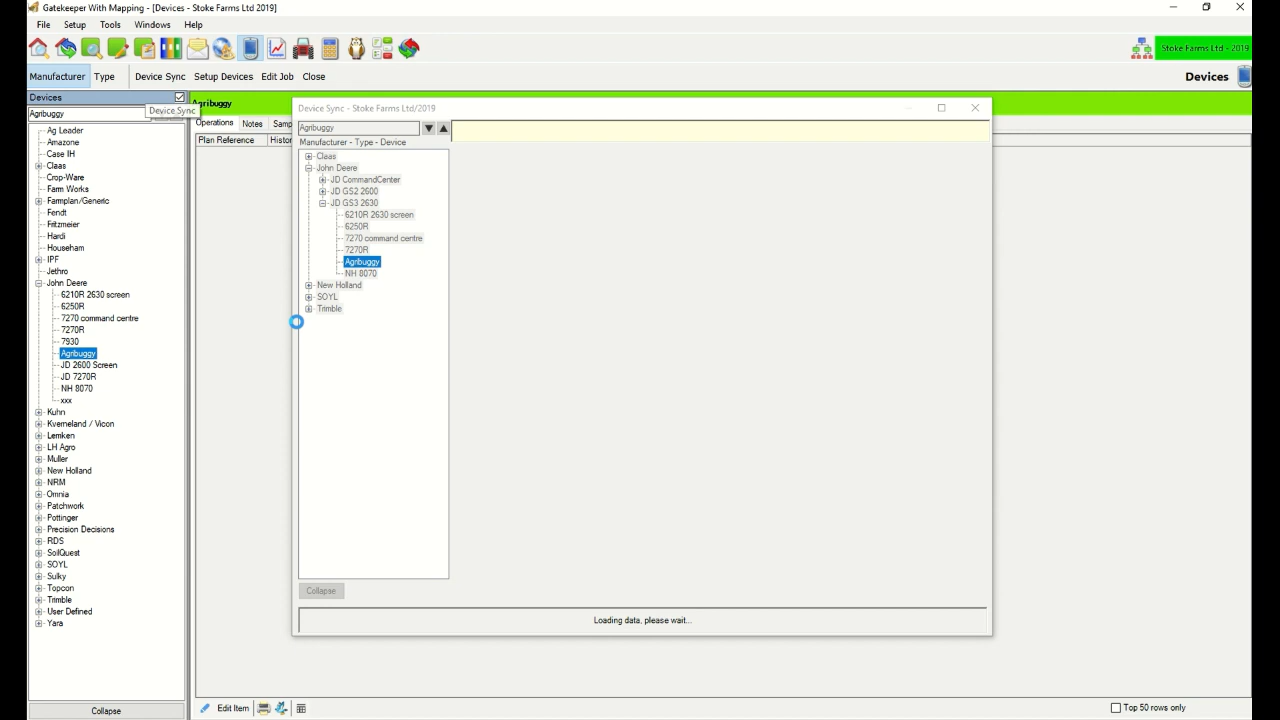 Gatekeeper With Mapping - [Devices - Stoke Farms Ltd 2019]
File Setup Tools Windows Help
Stoke Farms Ltd - 2019
Manufacturer Type Device Sync Setup Devices Edit Job Close Devices
Devices
Agribuggy
Device Sync
Agribuggy
Operations Notes Samp
Plan Reference Histor
Ag Leader
Amazone
Case IH
Claas
Crop-Ware
Farm Works
Farmplan/Generic
Fendt
Fritzmeier
Hardi
Househam
IPF
Jethro
John Deere
6210R 2630 screen
6250R
7270 command centre
7270R
7930
Agribuggy
JD 2600 Screen
JD 7270R
NH 8070
xxx
Kuhn
Kverneland / Vicon
Lemken
LH Agro
Muller
New Holland
NRM
Omnia
Patchwork
Pottinger
Precision Decisions
RDS
SoilQuest
SOYL
Sulky
Topcon
Trimble
User Defined
Yara
Collapse
Device Sync - Stoke Farms Ltd/2019
Agribuggy
Manufacturer - Type - Device
Claas
John Deere
JD CommandCenter
JD GS2 2600
JD GS3 2630
6210R 2630 screen
6250R
7270 command centre
7270R
Agribuggy
NH 8070
New Holland
SOYL
Trimble
Collapse
Loading data, please wait...
Edit Item
Top 50 rows only